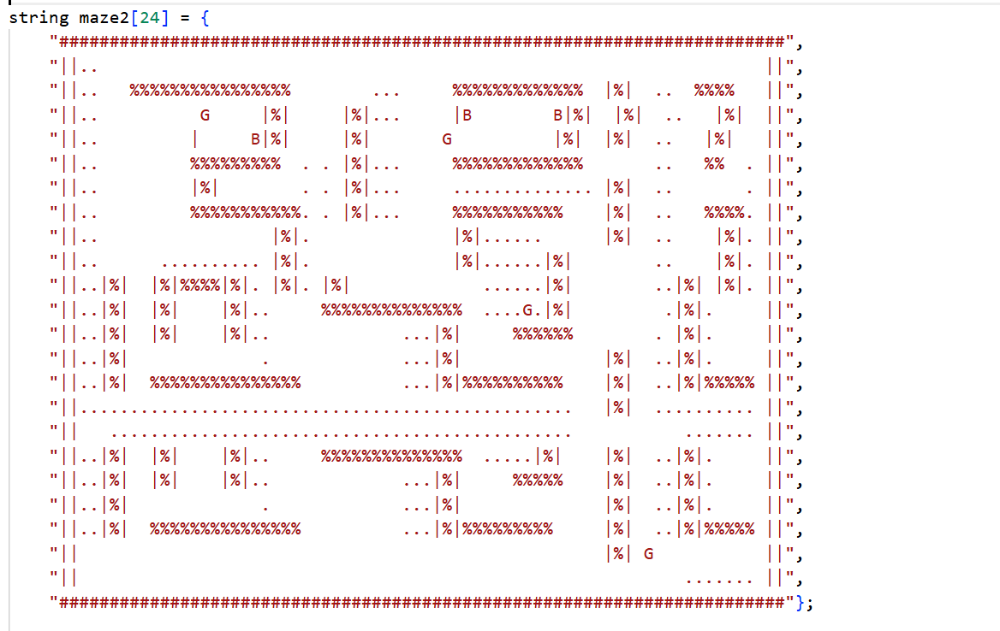 string maze2[24] = {
    "########################################################################",
    "||..                                                                  ||",
    "||..   %%%%%%%%%%%%%%%%        ...     %%%%%%%%%%%%%  |%|  ..  %%%%   ||",
    "||..          G     |%|     |%|...     |B        B|%|  |%|  ..   |%|  ||",
    "||..         |     B|%|     |%|       G          |%|  |%|  ..   |%|   ||",
    "||..         %%%%%%%%%  . . |%|...     %%%%%%%%%%%%%       ..   %%  . ||",
    "||..         |%|        . . |%|...     .............. |%|  ..       . ||",
    "||..         %%%%%%%%%%%. . |%|...     %%%%%%%%%%%    |%|  ..   %%%%. ||",
    "||..                 |%|.              |%|......      |%|  ..    |%|. ||",
    "||..      .......... |%|.              |%|......|%|        ..    |%|. ||",
    "||..|%|  |%|%%%%|%|. |%|. |%|             ......|%|        ..|%| |%|. ||",
    "||..|%|  |%|    |%|..     %%%%%%%%%%%%%%  ....G.|%|         .|%|.     ||",
    "||..|%|  |%|    |%|..             ...|%|     %%%%%%        . |%|.     ||",
    "||..|%|             .             ...|%|              |%|  ..|%|.     ||",
    "||..|%|  %%%%%%%%%%%%%%%          ...|%|%%%%%%%%%%    |%|  ..|%|%%%%% ||",
    "||.................................................   |%|  .......... ||",
    "||   ..............................................           ....... ||",
    "||..|%|  |%|    |%|..     %%%%%%%%%%%%%%  .....|%|    |%|  ..|%|.     ||",
    "||..|%|  |%|    |%|..             ...|%|     %%%%%    |%|  ..|%|.     ||",
    "||..|%|             .             ...|%|              |%|  ..|%|.     ||",
    "||..|%|  %%%%%%%%%%%%%%%          ...|%|%%%%%%%%%     |%|  ..|%|%%%%% ||",
    "||                                                    |%| G           ||",
    "||                                                            ....... ||",
    "########################################################################"};